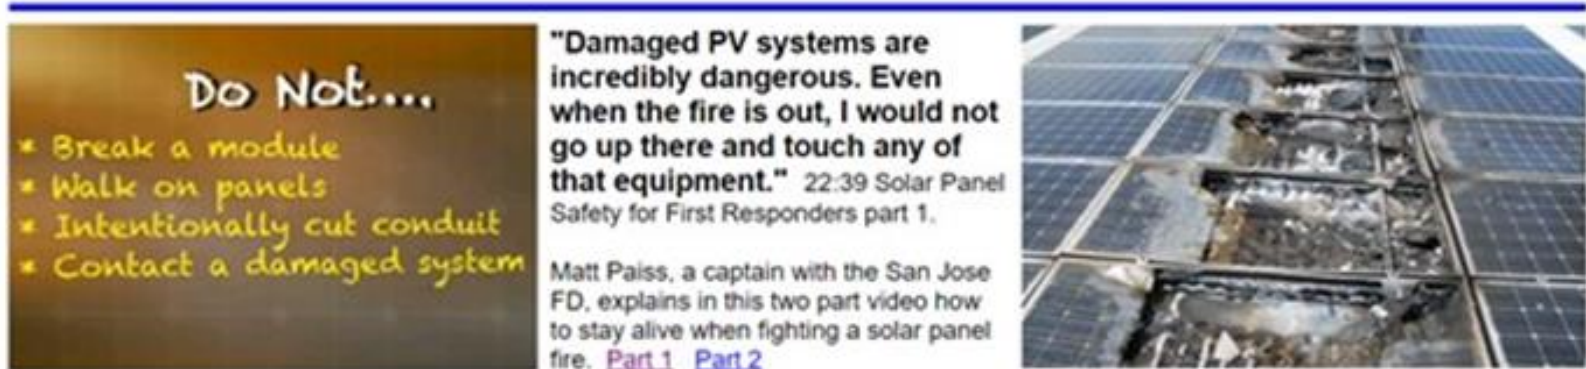 Do Not....
* Break a module
* Walk on panels
* Intentionally cut conduit
* Contact a damaged system
"Damaged PV systems are
incredibly dangerous. Even
when the fire is out, I would not
go up there and touch any of
that equipment." 22:39 Solar Panel
Safety for First Responders part 1.
Matt Paiss, a captain with the San Jose
FD, explains in this two part video how
to stay alive when fighting a solar panel
fire. Part 1 Part 2